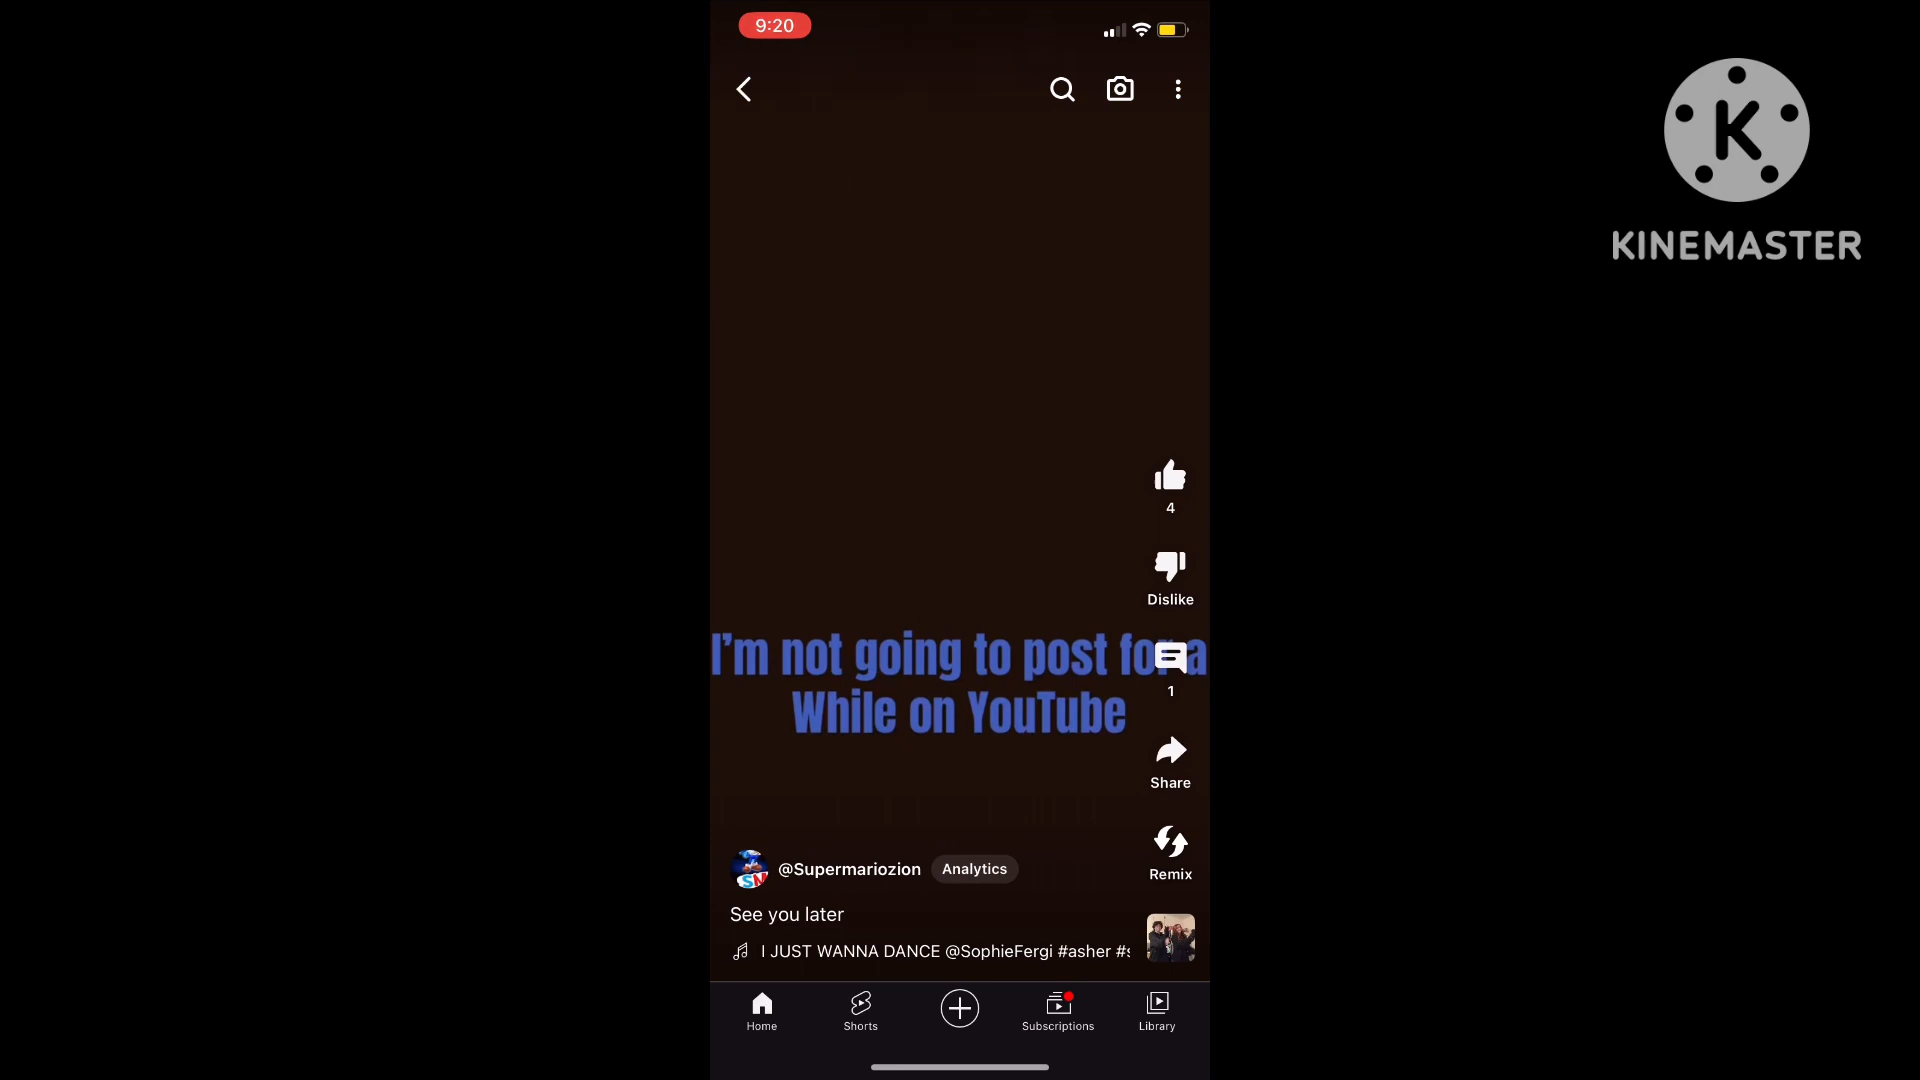 9:20
K
KINEMASTER
4
Dislike
I'm not going to post for a
While on YouTube
1
Share
Remix
@Supermariozion Analytics
See you later
I JUST WANNA DANCE @SophieFergi #asher
Home Shorts Subscriptions Library